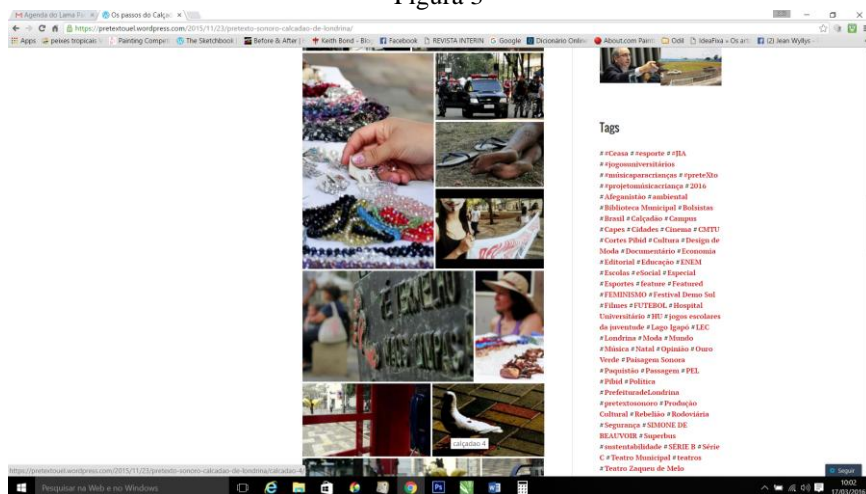 Figura 3
Agenda do Lama Pa
Os passos do Calçad
https://pretextouel.wordpress.com/2015/11/23/pretexto-sonoro-calcadao-de-londrina/
Apps
peixes tropicais
Painting Compet
The Sketchbook
Before & After
Keith Bond - Blog
Facebook
REVISTA INTERIN
Google
Dicionário Online
About.com Painti
Odil
IdeaFixa » Os art
(2) Jean Wyllys -
Tags
##Ceasa ##esporte ##JIA
##jogosuniversitários
##músicaparacrianças ##preteXto
##projetomúsicacriança #2016
#Afeganistão #ambiental
#Biblioteca Municipal #Bolsistas
#Brasil #Calçadão #Campus
#Capes #Cidades #Cinema #CMTU
#Cortes Pibid #Cultura #Design de
Moda #Documentário #Economia
#Editorial #Educação #ENEM
#Escolas #eSocial #Especial
#Esportes #feature #Featured
#FEMINISMO #Festival Demo Sul
#Filmes #FUTEBOL #Hospital
Universitário #HU #jogos escolares
da juventude #Lago Igapó #LEC
#Londrina #Moda #Mundo
#Música #Natal #Opinião #Ouro
Verde #Paisagem Sonora
#Paquistão #Passagem #PEL
#Pibid #Política
#PrefeituradeLondrina
#pretextosonoro #Produção
Cultural #Rebelião #Rodoviária
#Segurança #SIMONE DE
BEAUVOIR #Superbus
#sustentabilidade #SÉRIE B #Série
C #Teatro Municipal #teatros
#Teatro Zaqueu de Melo
calçadao 4
https://pretextouel.wordpress.com/2015/11/23/pretexto-sonoro-calcadao-de-londrina/calcadao-4/
Seguir
Pesquisar na Web e no Windows
10:02
17/03/2016